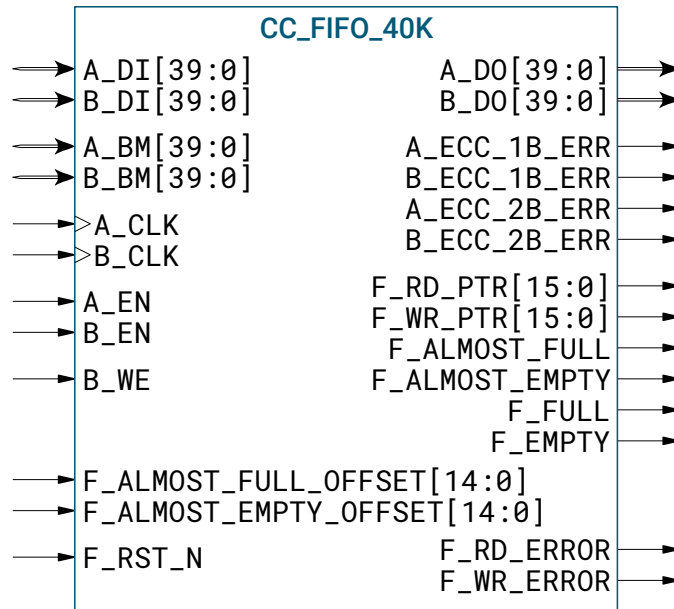 CC_FIFO_40K
A_DI[39:0]
B_DI[39:0]
A_BM[39:0]
B_BM[39:0]
A_CLK
B_CLK
A_EN
B_EN
B_WE
F_ALMOST_FULL_OFFSET[14:0]
F_ALMOST_EMPTY_OFFSET[14:0]
F_RST_N
A_DO[39:0]
B_DO[39:0]
A_ECC_1B_ERR
B_ECC_1B_ERR
A_ECC_2B_ERR
B_ECC_2B_ERR
F_RD_PTR[15:0]
F_WR_PTR[15:0]
F_ALMOST_FULL
F_ALMOST_EMPTY
F_FULL
F_EMPTY
F_RD_ERROR
F_WR_ERROR